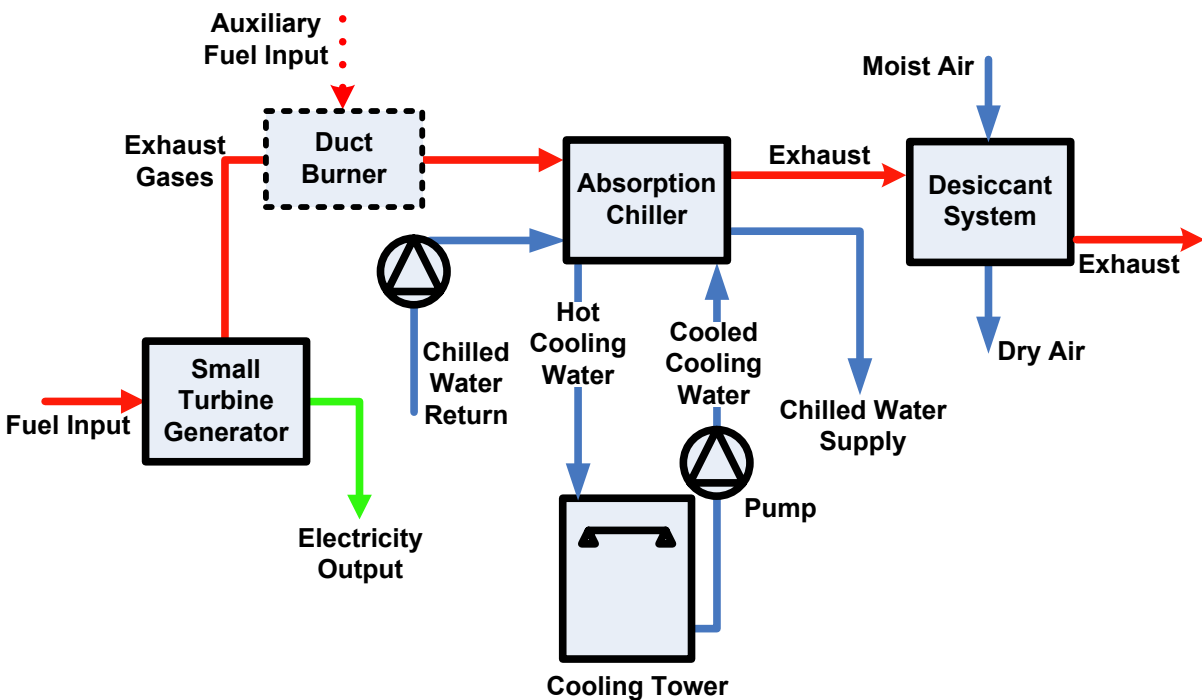 Auxiliary
Fuel Input
Moist Air
Exhaust
Gases
Duct
Burner
Absorption
Chiller
Exhaust
Desiccant
System
Exhaust
Small
Turbine
Generator
Fuel Input
Chilled
Water
Return
Hot
Cooling
Water
Cooled
Cooling
Water
Dry Air
Chilled Water
Supply
Electricity
Output
Pump
Cooling Tower